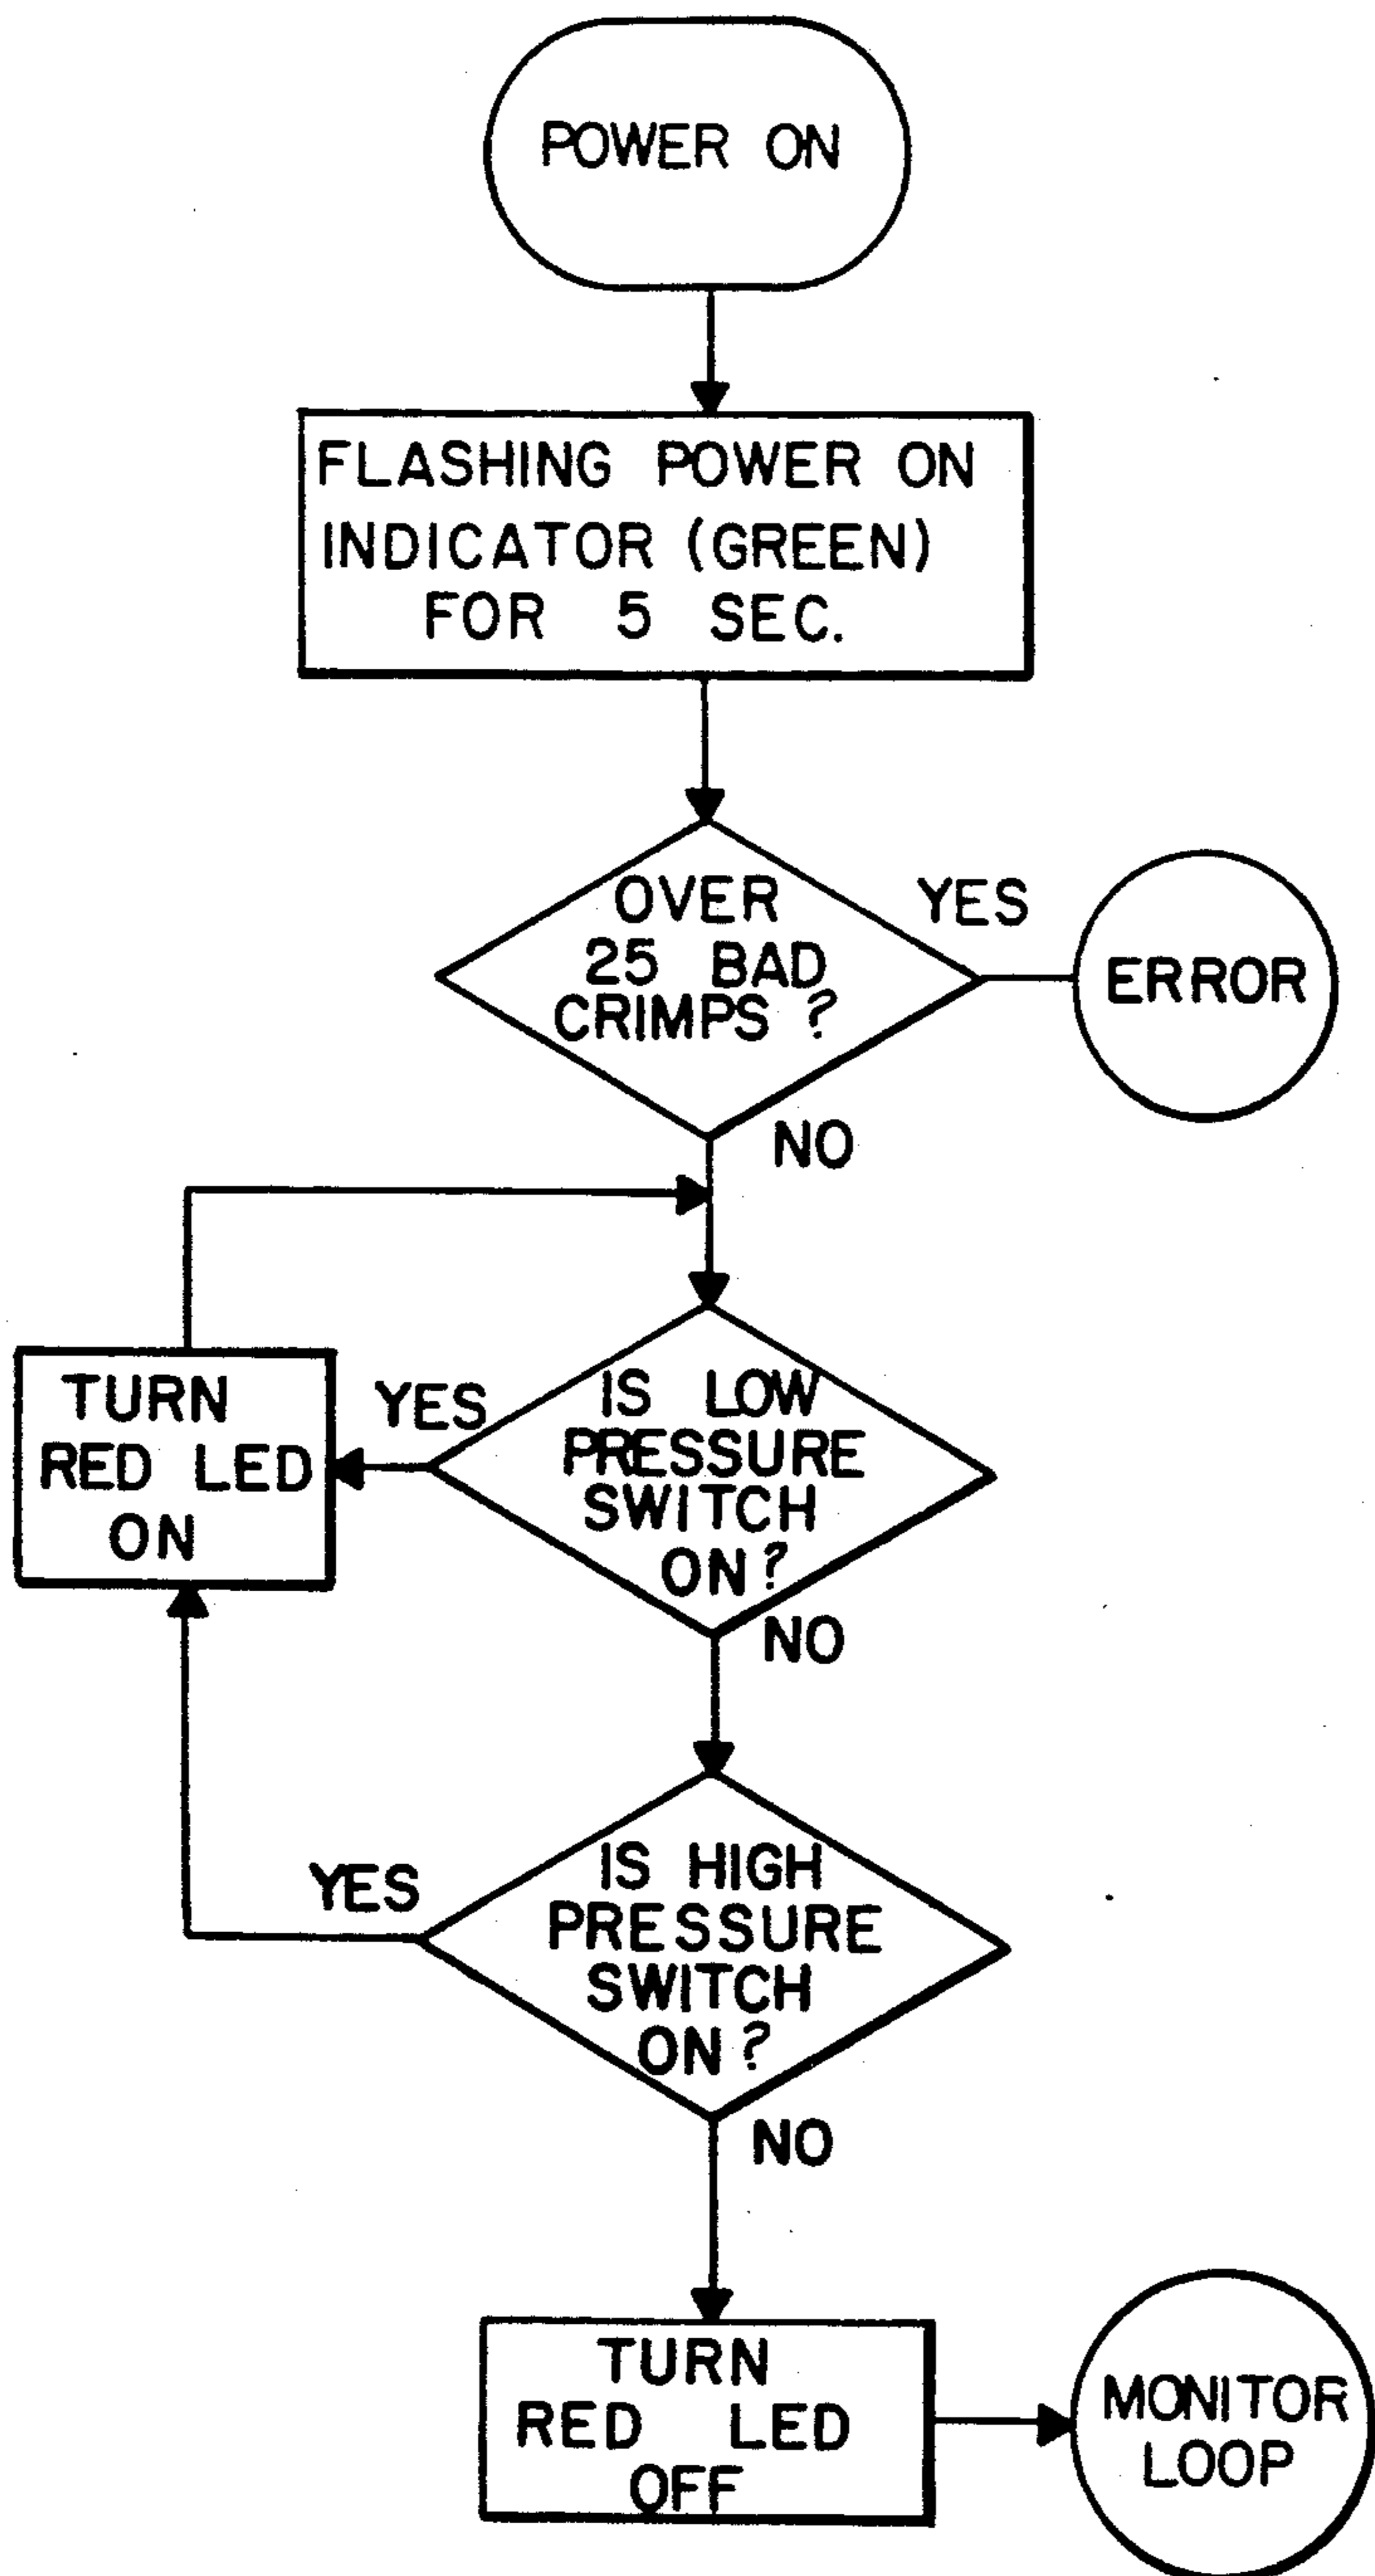 POWER ON
FLASHING POWER ON
INDICATOR (GREEN)
FOR 5 SEC.
OVER
25 BAD
CRIMPS ?
YES
ERROR
NO
TURN
RED LED
ON
YES
IS LOW
PRESSURE
SWITCH
ON?
NO
YES
IS HIGH
PRESSURE
SWITCH
ON?
NO
TURN
RED LED
OFF
MONITOR
LOOP